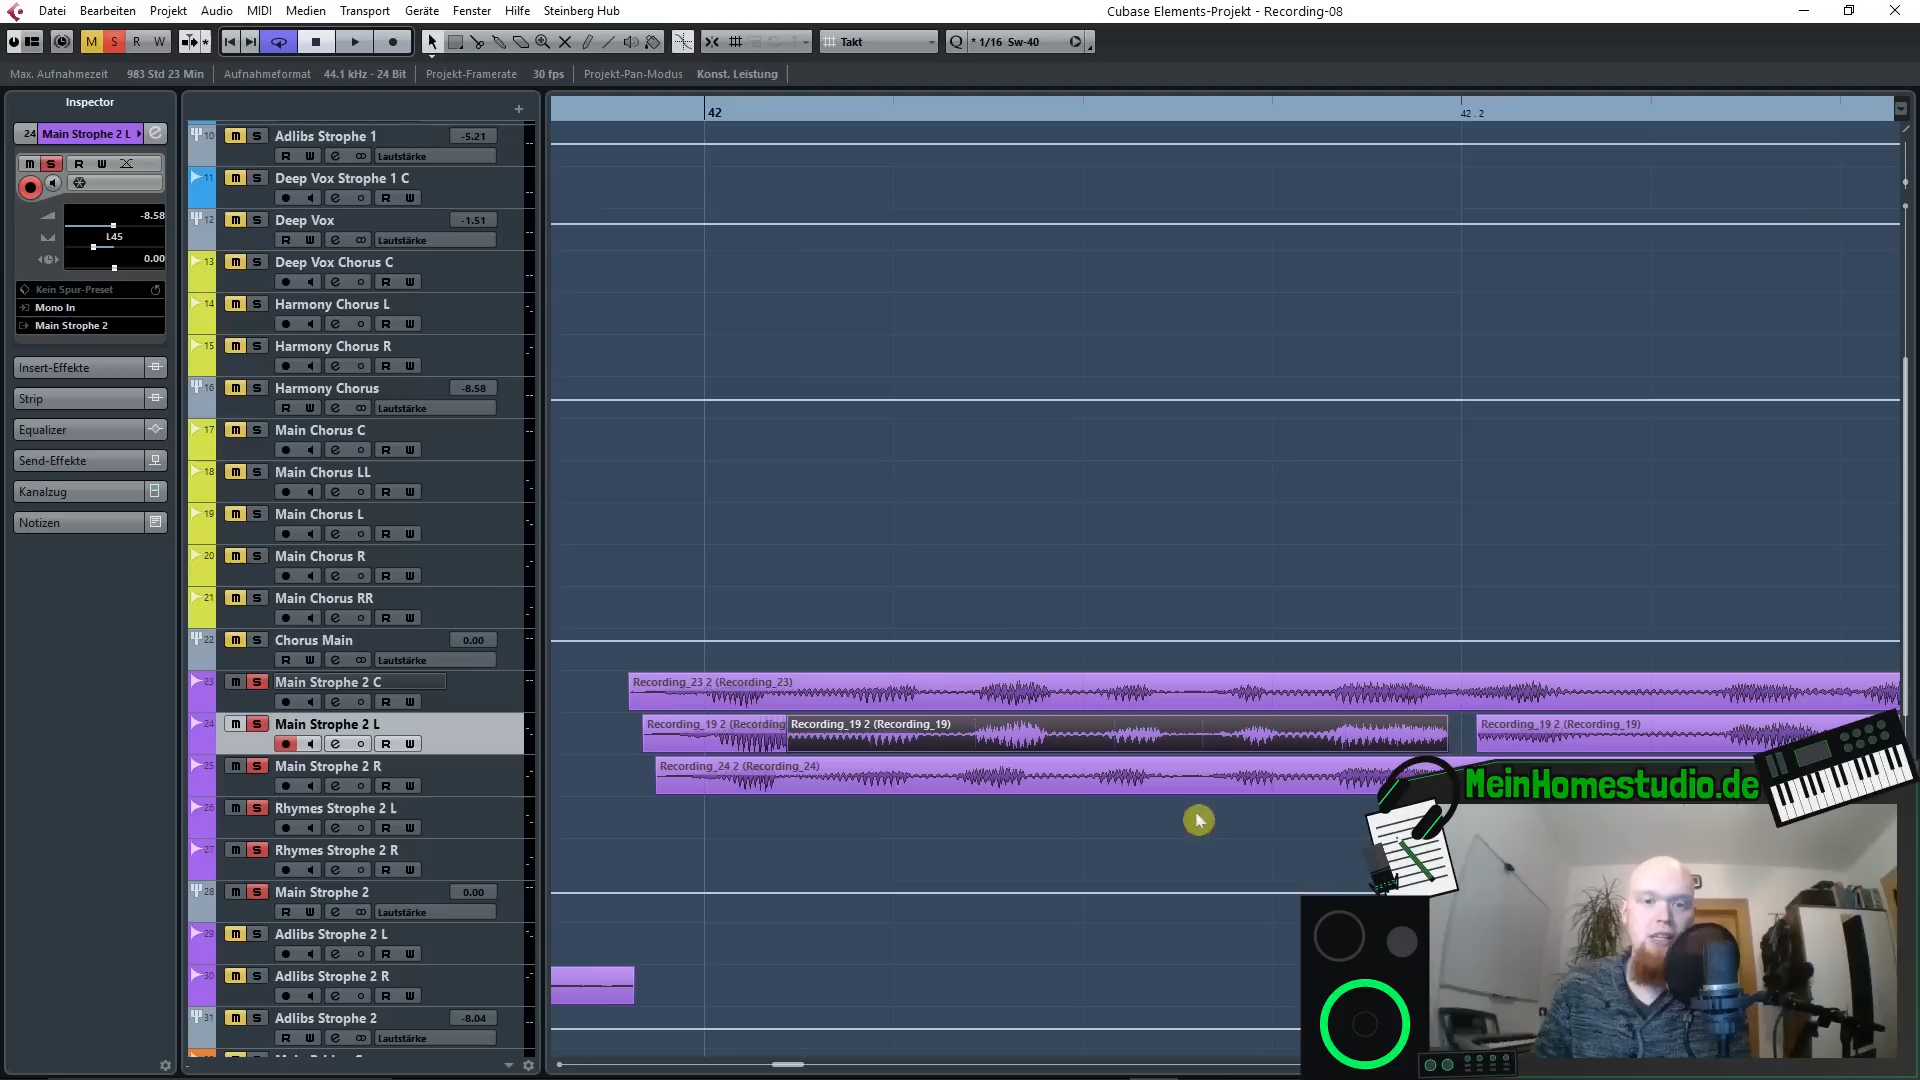 Datei Bearbeiten Projekt Audio MIDI Medien Transport Geräte Fenster Hilfe Steinberg Hub
Cubase Elements-Projekt - Recording-08
M S R W
Takt
Q * 1/16 Sw-40
Max. Aufnahmezeit 983 Std 23 Min Aufnahmeformat 44.1 kHz - 24 Bit Projekt-Framerate 30 fps Projekt-Pan-Modus Konst. Leistung
Inspector
24 Main Strophe 2 L
m S R W
-8.58
L45
0.00
Kein Spur-Preset
Mono In
Main Strophe 2
Insert-Effekte
Strip
Equalizer
Send-Effekte
Kanalzug
Notizen
42
42.2
10 m S Adlibs Strophe 1 -5.21
R W e Lautstärke
11 m S Deep Vox Strophe 1 C
e R W
12 m S Deep Vox -1.51
R W e Lautstärke
13 m S Deep Vox Chorus C
e R W
14 m S Harmony Chorus L
e R W
15 m S Harmony Chorus R
e R W
16 m S Harmony Chorus -8.58
R W e Lautstärke
17 m S Main Chorus C
e R W
18 m S Main Chorus LL
e R W
19 m S Main Chorus L
e R W
20 m S Main Chorus R
e R W
21 m S Main Chorus RR
e R W
22 m S Chorus Main 0.00
R W e Lautstärke
23 m S Main Strophe 2 C
e R W
Recording_23 2 (Recording_23)
24 m S Main Strophe 2 L
e R W
Recording_19 2 (Recording
Recording_19 2 (Recording_19)
Recording_19 2 (Recording_19)
25 m S Main Strophe 2 R
e R W
Recording_24 2 (Recording_24)
26 m S Rhymes Strophe 2 L
e R W
27 m S Rhymes Strophe 2 R
e R W
28 m S Main Strophe 2 0.00
R W e Lautstärke
29 m S Adlibs Strophe 2 L
e R W
30 m S Adlibs Strophe 2 R
e R W
31 m S Adlibs Strophe 2 -8.04
R W e Lautstärke
MeinHomestudio.de